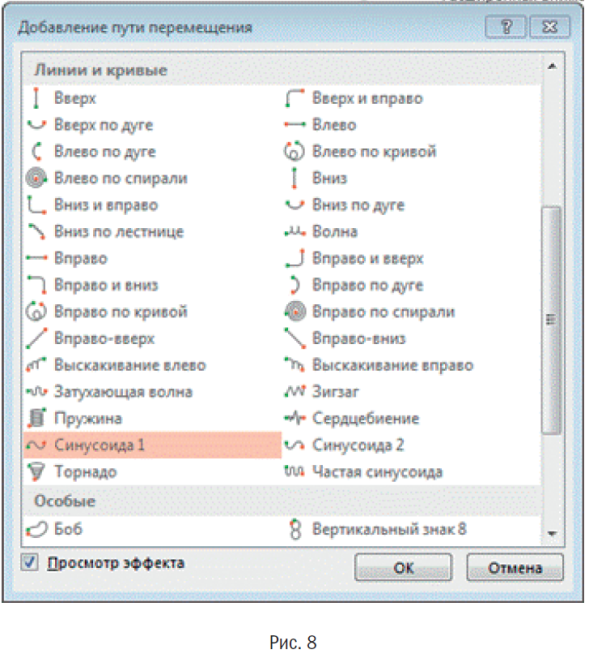 Добавление пути перемещения
Линии и кривые
Вверх Вверх и вправо
Вверх по дуге Влево
Влево по дуге Влево по кривой
Влево по спирали Вниз
Вниз и вправо Вниз по дуге
Вниз по лестнице Волна
Вправо Вправо и вверх
Вправо и вниз Вправо по дуге
Вправо по кривой Вправо по спирали
Вправо-вверх Вправо-вниз
Выскакивание влево Выскакивание вправо
Затухающая волна Зигзаг
Пружина Сердцебиение
Синусоида 1 Синусоида 2
Торнадо Частая синусоида
Особые
Боб Вертикальный знак 8
Просмотр эффекта ОК Отмена
Рис. 8